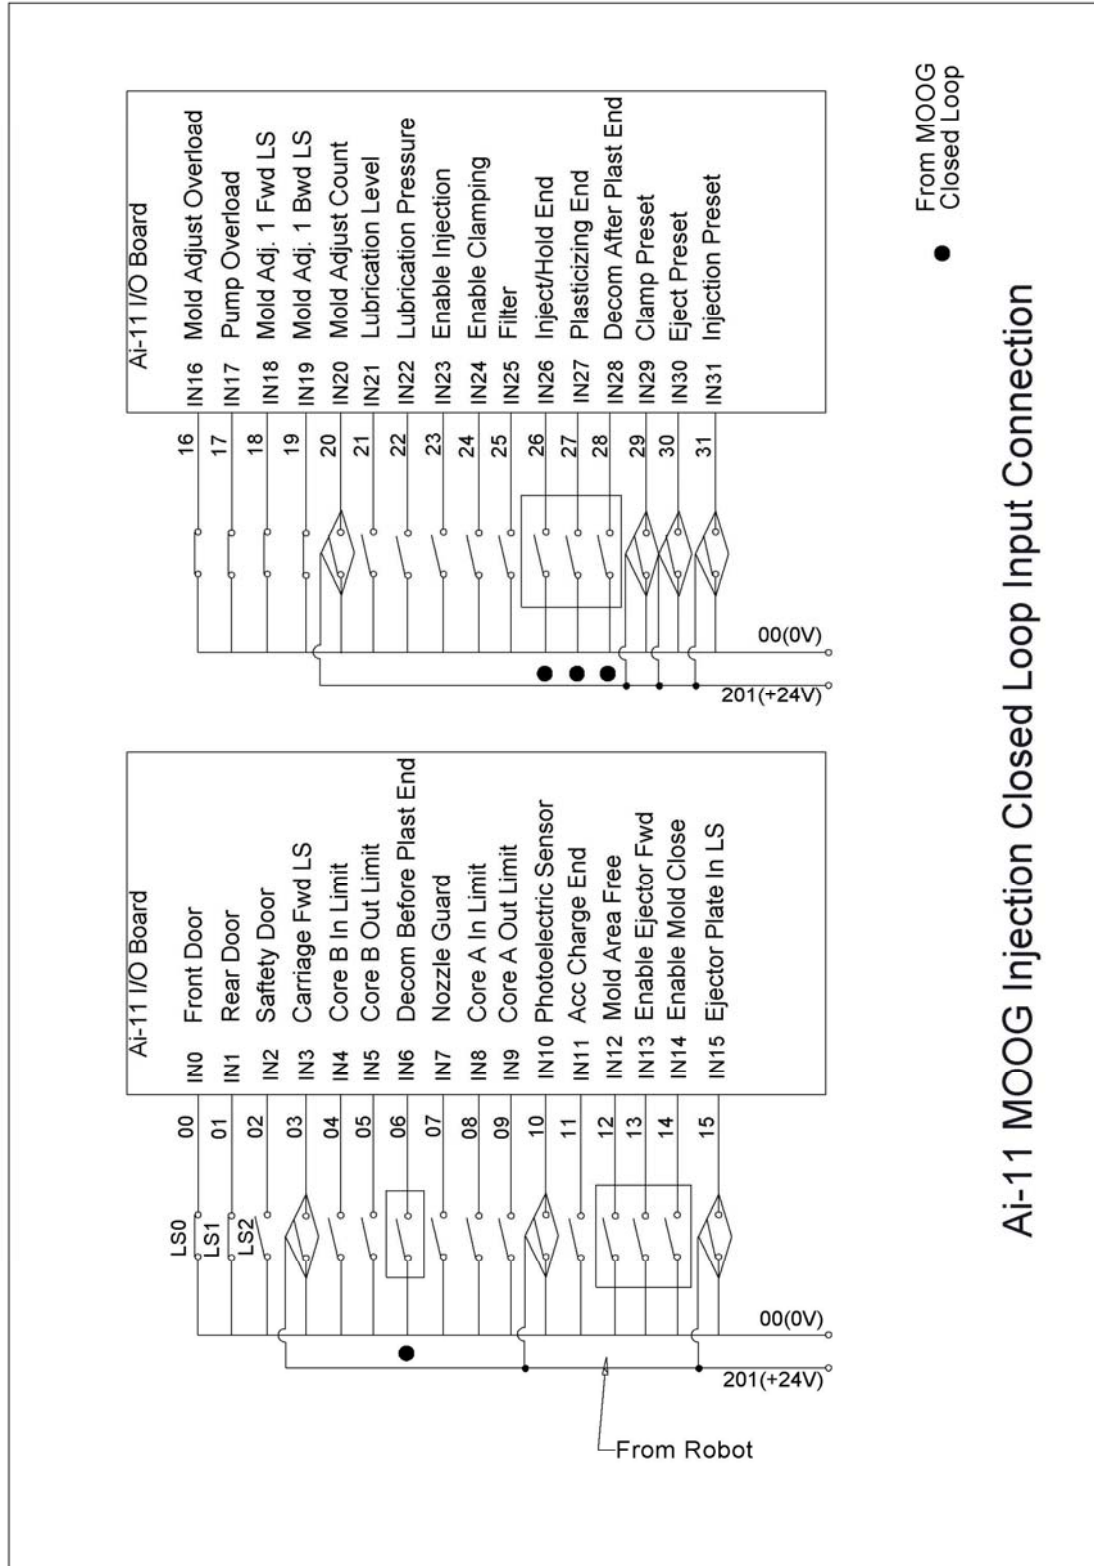 Ai-11 I/O Board
LS0
00
IN0 Front Door
LS1
01
IN1 Rear Door
LS2
02
IN2 Saftety Door
03
IN3 Carriage Fwd LS
04
IN4 Core B In Limit
05
IN5 Core B Out Limit
06
IN6 Decom Before Plast End
07
IN7 Nozzle Guard
08
IN8 Core A In Limit
09
IN9 Core A Out Limit
10
IN10 Photoelectric Sensor
11
IN11 Acc Charge End
12
IN12 Mold Area Free
13
IN13 Enable Ejector Fwd
14
IN14 Enable Mold Close
15
IN15 Ejector Plate In LS
00(0V)
201(+24V)
From Robot
Ai-11 I/O Board
16
IN16 Mold Adjust Overload
17
IN17 Pump Overload
18
IN18 Mold Adj. 1 Fwd LS
19
IN19 Mold Adj. 1 Bwd LS
20
IN20 Mold Adjust Count
21
IN21 Lubrication Level
22
IN22 Lubrication Pressure
23
IN23 Enable Injection
24
IN24 Enable Clamping
25
IN25 Filter
26
IN26 Inject/Hold End
27
IN27 Plasticizing End
28
IN28 Decom After Plast End
29
IN29 Clamp Preset
30
IN30 Eject Preset
31
IN31 Injection Preset
00(0V)
201(+24V)
From MOOG
Closed Loop
Ai-11 MOOG Injection Closed Loop Input Connection